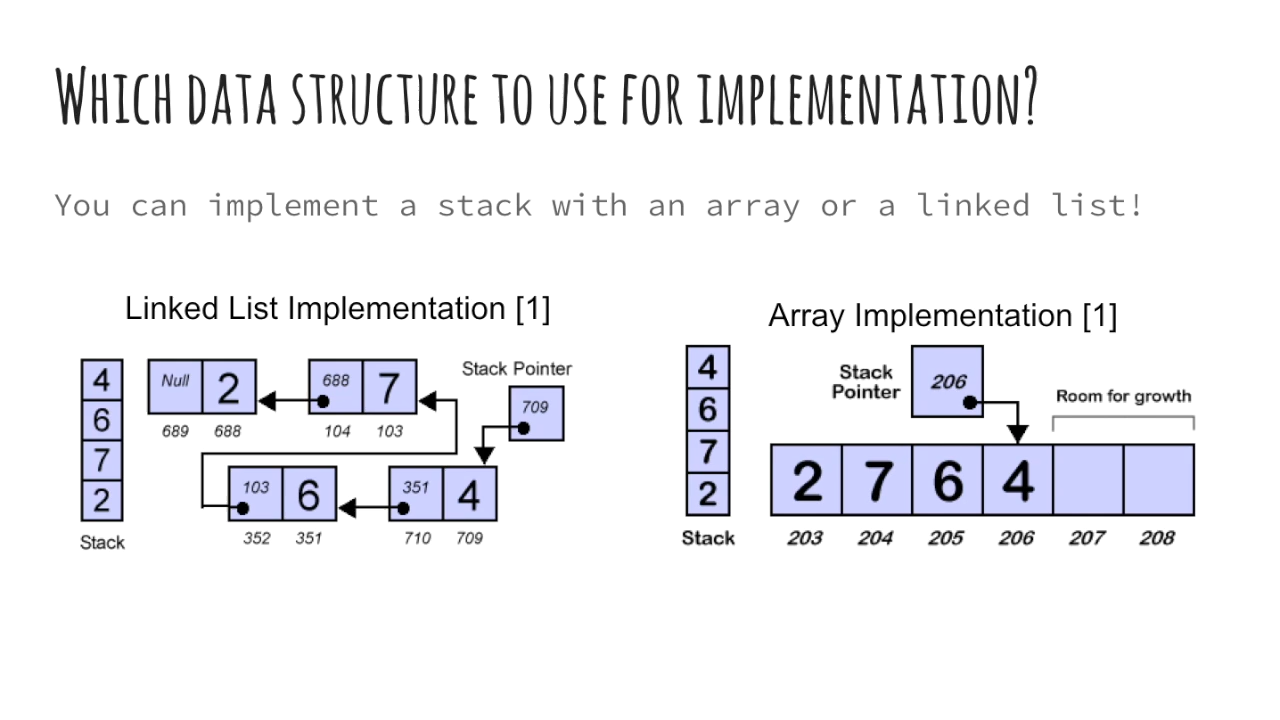 Which data structure to use for implementation?
You can implement a stack with an array or a linked list!
Linked List Implementation [1]
4
6
7
2
Stack
Null 2
689 688
688 7
104 103
Stack Pointer
709
103 6
352 351
351 4
710 709
Array Implementation [1]
4
6
7
2
Stack
Stack
Pointer
206
Room for growth
2 7 6 4
203 204 205 206 207 208